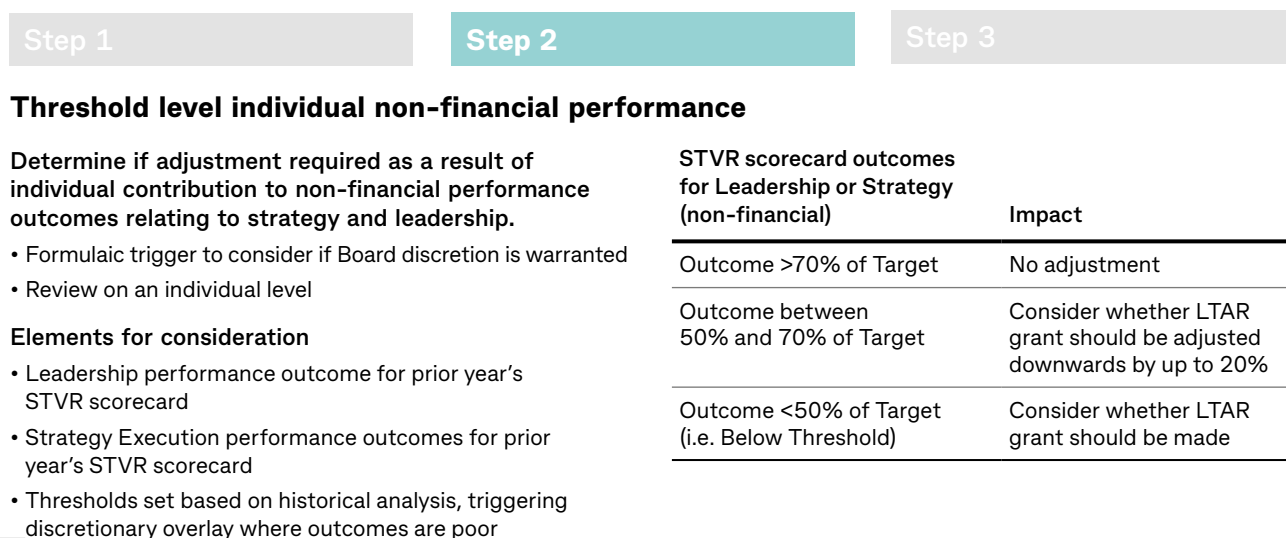 Step 1
Step 2
Step 3
Threshold level individual non-financial performance
Determine if adjustment required as a result of
individual contribution to non-financial performance
outcomes relating to strategy and leadership.
• Formulaic trigger to consider if Board discretion is warranted
• Review on an individual level
Elements for consideration
• Leadership performance outcome for prior year's
STVR scorecard
• Strategy Execution performance outcomes for prior
year's STVR scorecard
• Thresholds set based on historical analysis, triggering
discretionary overlay where outcomes are poor
STVR scorecard outcomes
for Leadership or Strategy
(non-financial)
Impact
Outcome >70% of Target
No adjustment
Outcome between
50% and 70% of Target
Consider whether LTAR
grant should be adjusted
downwards by up to 20%
Outcome <50% of Target
(i.e. Below Threshold)
Consider whether LTAR
grant should be made